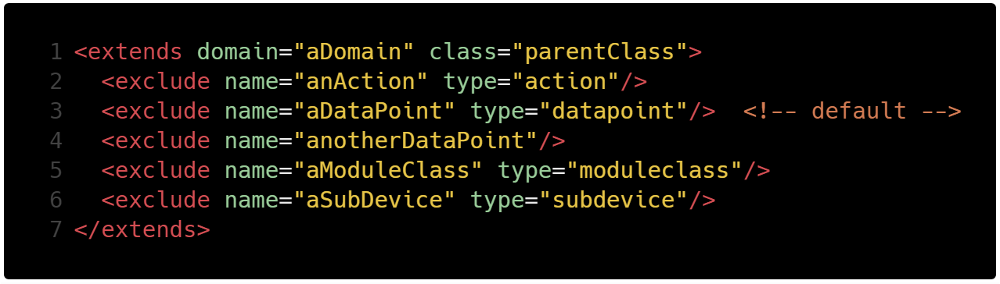 1 <extends domain="aDomain" class="parentClass">
2   <exclude name="anAction" type="action"/>
3   <exclude name="aDataPoint" type="datapoint"/>  <!-- default -->
4   <exclude name="anotherDataPoint"/>
5   <exclude name="aModuleClass" type="moduleclass"/>
6   <exclude name="aSubDevice" type="subdevice"/>
7 </extends>